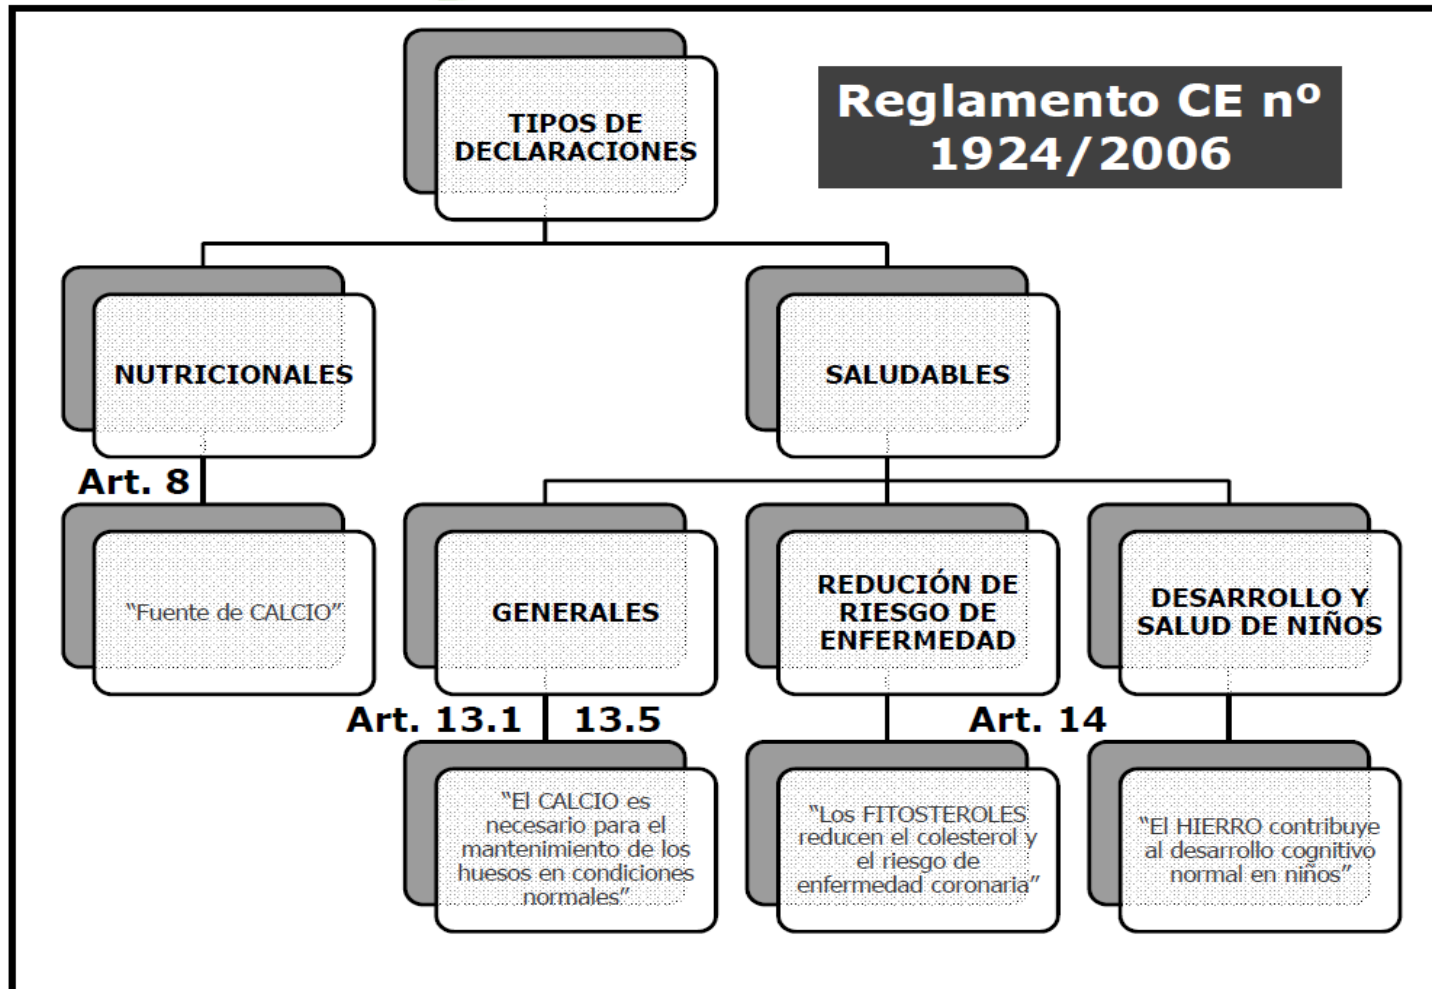 TIPOS DE
DECLARACIONES
Reglamento CE nº
1924/2006
NUTRICIONALES
SALUDABLES
Art. 8
“Fuente de CALCIO”
GENERALES
REDUCIÓN DE
RIESGO DE
ENFERMEDAD
DESARROLLO Y
SALUD DE NIÑOS
Art. 13.1 13.5
Art. 14
“El CALCIO es
necesario para el
mantenimiento de los
huesos en condiciones
normales”
“Los FITOSTEROLES
reducen el colesterol y
el riesgo de
enfermedad coronaria”
“El HIERRO contribuye
al desarrollo cognitivo
normal en niños”